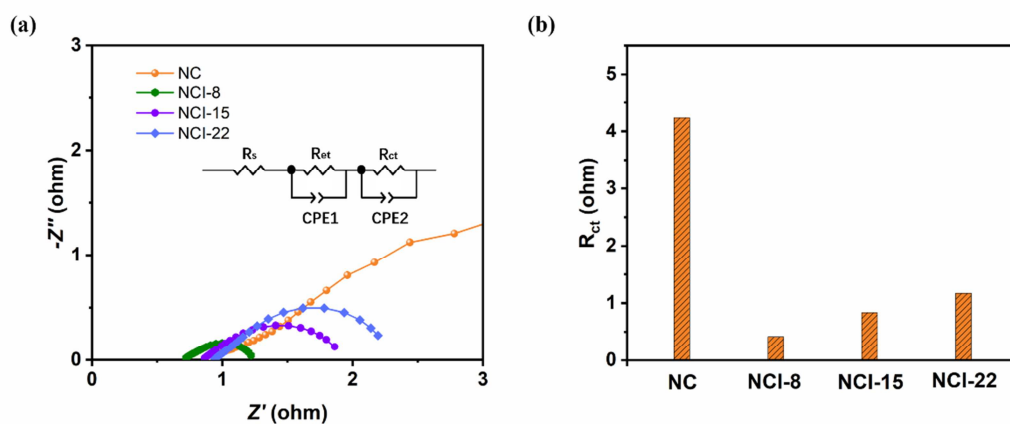 (a)
3
2
1
0
-Z″ (ohm)
NC
NCI-8
NCI-15
NCI-22
Rs
Ret
Rct
CPE1
CPE2
0
1
2
3
Z′ (ohm)
(b)
5
4
3
2
1
0
Rct (ohm)
NC
NCI-8
NCI-15
NCI-22